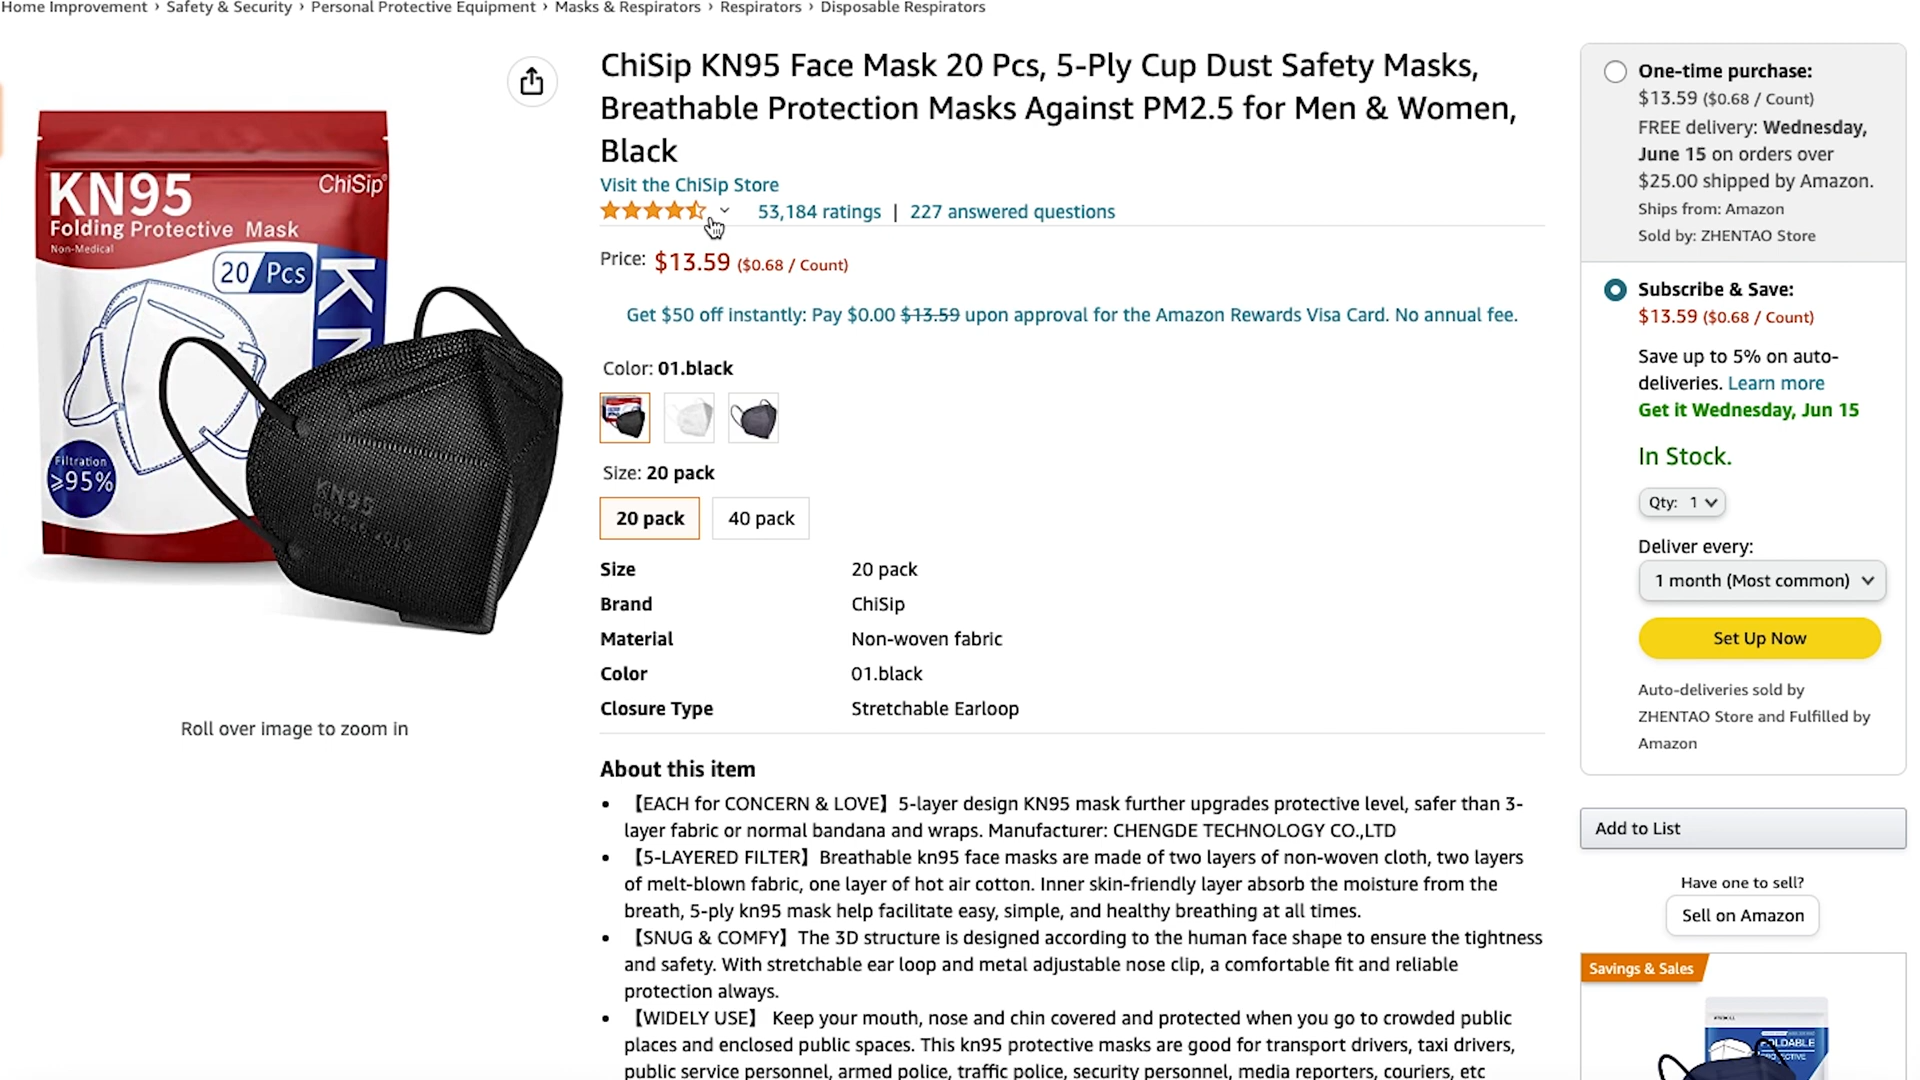 Home Improvement › Safety & Security › Personal Protective Equipment › Masks & Respirators › Respirators › Disposable Respirators
KN95
ChiSip®
Folding Protective Mask
Non-Medical
20 Pcs
KN
Filtration
≥95%
KN95
Roll over image to zoom in
ChiSip KN95 Face Mask 20 Pcs, 5-Ply Cup Dust Safety Masks,
Breathable Protection Masks Against PM2.5 for Men & Women,
Black
Visit the ChiSip Store
53,184 ratings | 227 answered questions
Price: $13.59 ($0.68 / Count)
Get $50 off instantly: Pay $0.00 $13.59 upon approval for the Amazon Rewards Visa Card. No annual fee.
Color: 01.black
Size: 20 pack
20 pack 40 pack
Size 20 pack
Brand ChiSip
Material Non-woven fabric
Color 01.black
Closure Type Stretchable Earloop
About this item
• 【EACH for CONCERN & LOVE】5-layer design KN95 mask further upgrades protective level, safer than 3-
layer fabric or normal bandana and wraps. Manufacturer: CHENGDE TECHNOLOGY CO.,LTD
• 【5-LAYERED FILTER】Breathable kn95 face masks are made of two layers of non-woven cloth, two layers
of melt-blown fabric, one layer of hot air cotton. Inner skin-friendly layer absorb the moisture from the
breath, 5-ply kn95 mask help facilitate easy, simple, and healthy breathing at all times.
• 【SNUG & COMFY】The 3D structure is designed according to the human face shape to ensure the tightness
and safety. With stretchable ear loop and metal adjustable nose clip, a comfortable fit and reliable
protection always.
• 【WIDELY USE】 Keep your mouth, nose and chin covered and protected when you go to crowded public
places and enclosed public spaces. This kn95 protective masks are good for transport drivers, taxi drivers,
public service personnel, armed police, traffic police, security personnel, media reporters, couriers, etc
One-time purchase:
$13.59 ($0.68 / Count)
FREE delivery: Wednesday,
June 15 on orders over
$25.00 shipped by Amazon.
Ships from: Amazon
Sold by: ZHENTAO Store
Subscribe & Save:
$13.59 ($0.68 / Count)
Save up to 5% on auto-
deliveries. Learn more
Get it Wednesday, Jun 15
In Stock.
Qty: 1
Deliver every:
1 month (Most common)
Set Up Now
Auto-deliveries sold by
ZHENTAO Store and Fulfilled by
Amazon
Add to List
Have one to sell?
Sell on Amazon
Savings & Sales
FOLDABLE